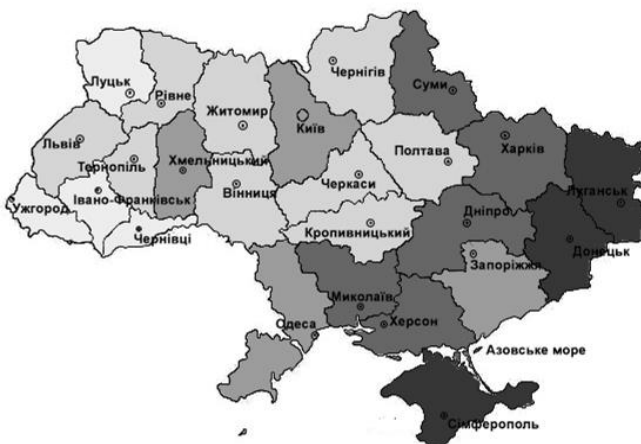 Чернігів
Луцьк
Суми
Рівне
Житомир
Київ
Львів
Харків
Полтава
Тернопіль
Хмельницький
Луганськ
Вінниця
Черкаси
Ужгород
Івано-Франківськ
Дніпро
Кропивницький
Чернівці
Донецьк
Запоріжжя
Миколаїв
Одеса
Херсон
Азовське море
Сімферополь